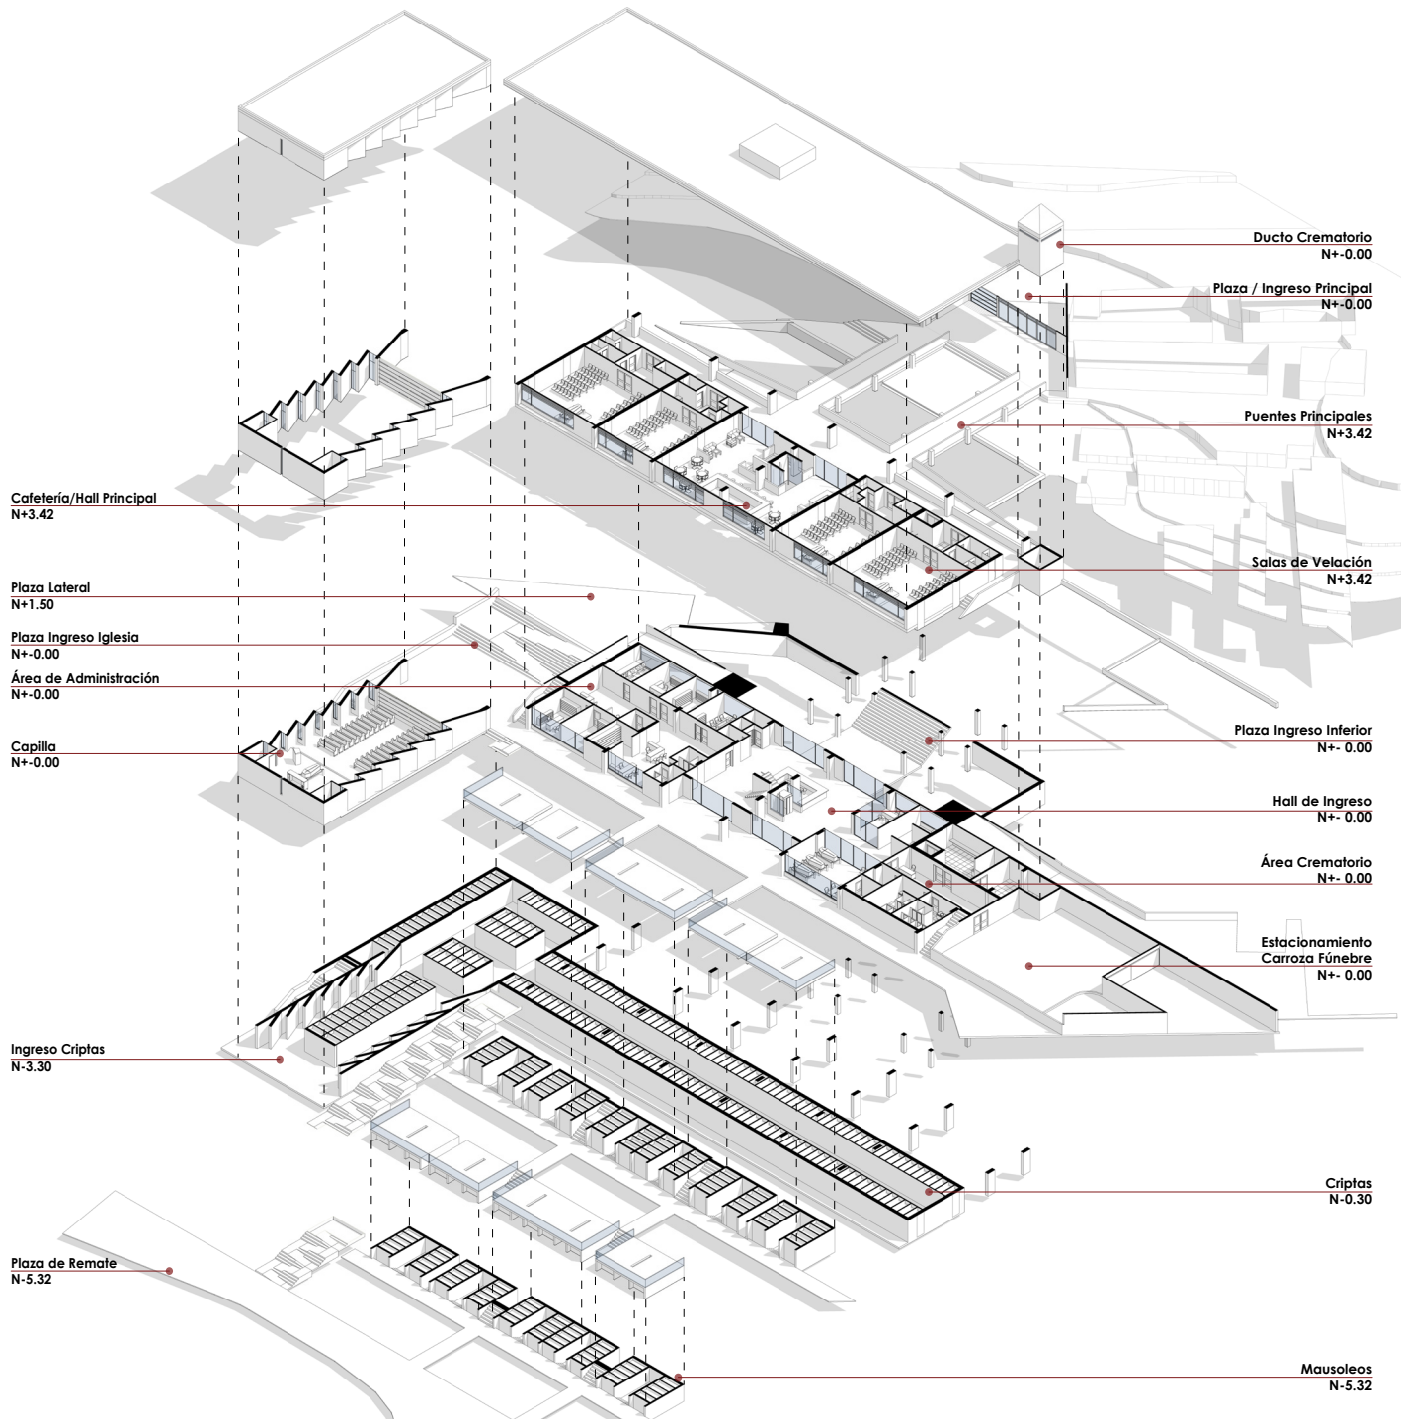 Ducto Crematorio
N+-0.00
Plaza / Ingreso Principal
N+-0.00
Puentes Principales
N+3.42
Cafetería/Hall Principal
N+3.42
Salas de Velación
N+3.42
Plaza Lateral
N+1.50
Plaza Ingreso Iglesia
N+-0.00
Área de Administración
N+-0.00
Capilla
N+-0.00
Plaza Ingreso Inferior
N+- 0.00
Hall de Ingreso
N+- 0.00
Área Crematorio
N+- 0.00
Estacionamiento
Carroza Fúnebre
N+- 0.00
Ingreso Criptas
N-3.30
Criptas
N-0.30
Plaza de Remate
N-5.32
Mausoleos
N-5.32